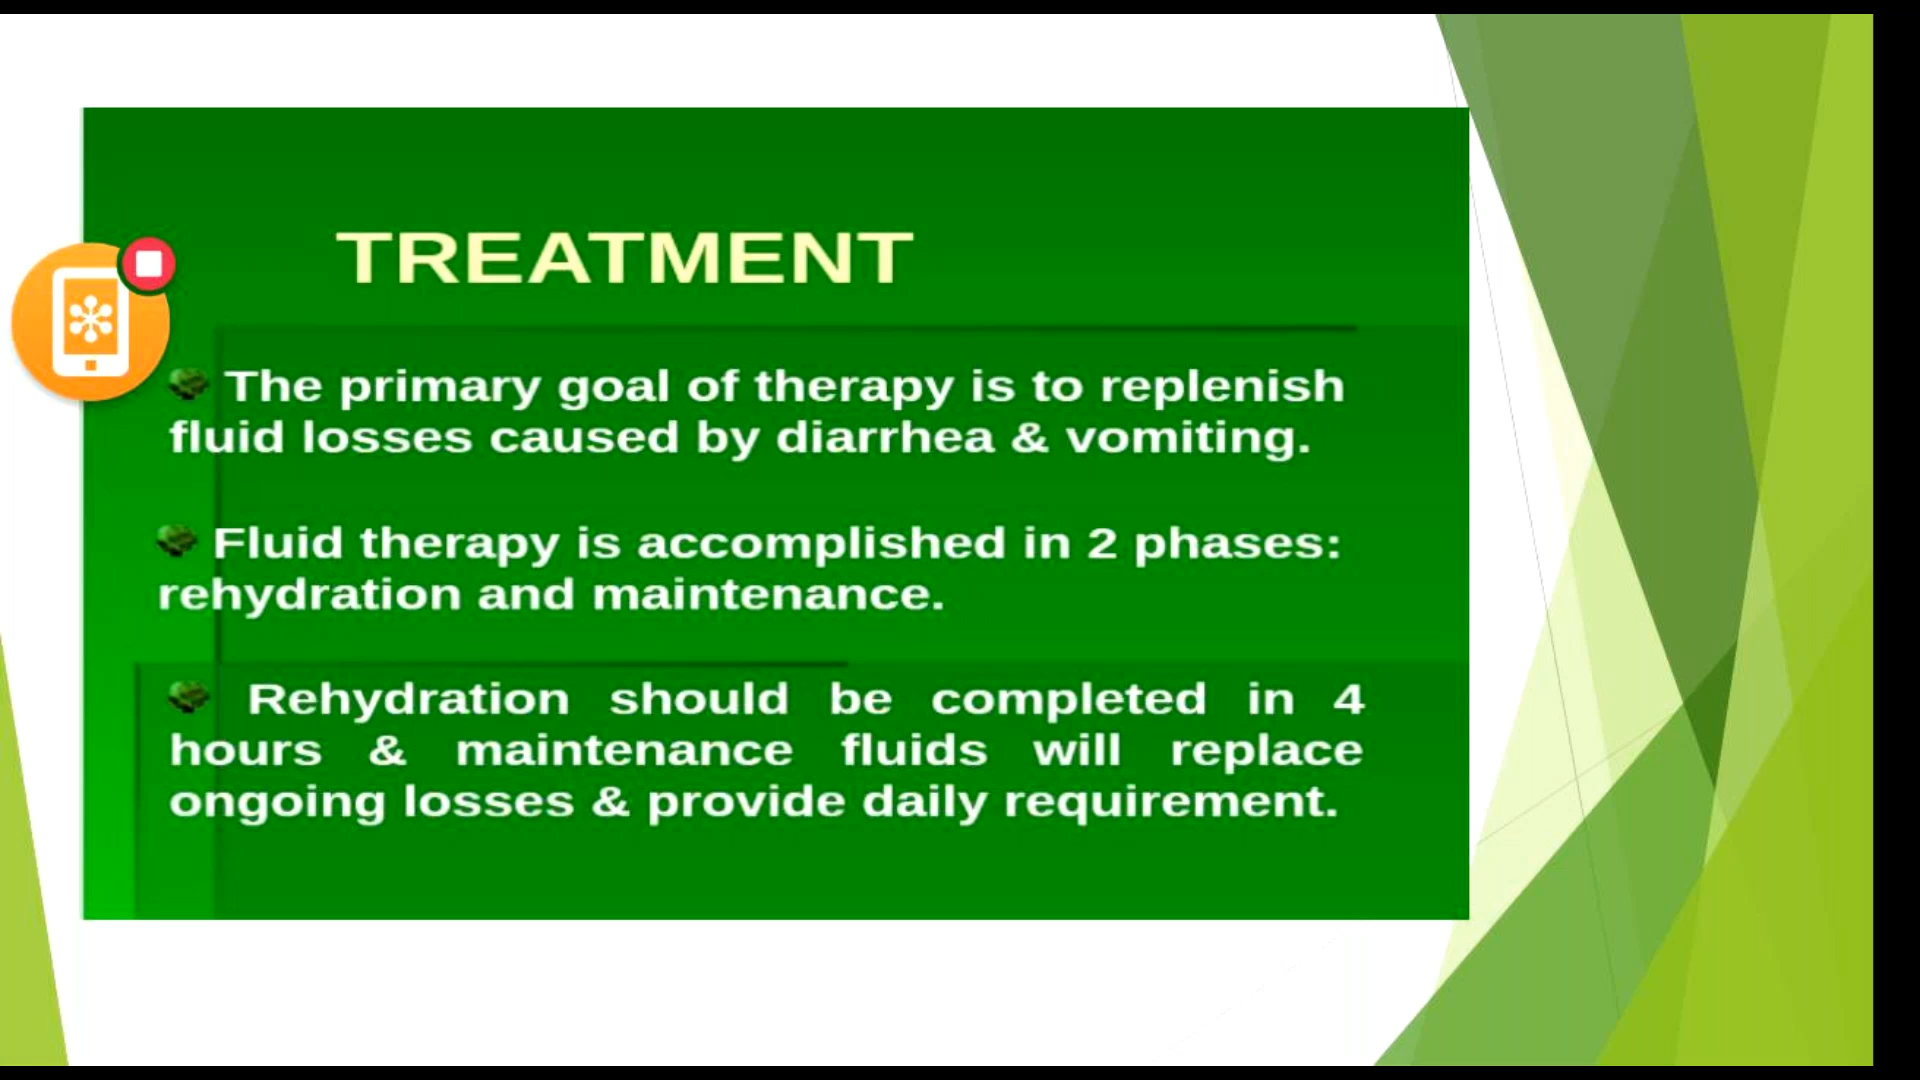 TREATMENT
The primary goal of therapy is to replenish
fluid losses caused by diarrhea & vomiting.
Fluid therapy is accomplished in 2 phases:
rehydration and maintenance.
Rehydration should be completed in 4
hours & maintenance fluids will replace
ongoing losses & provide daily requirement.